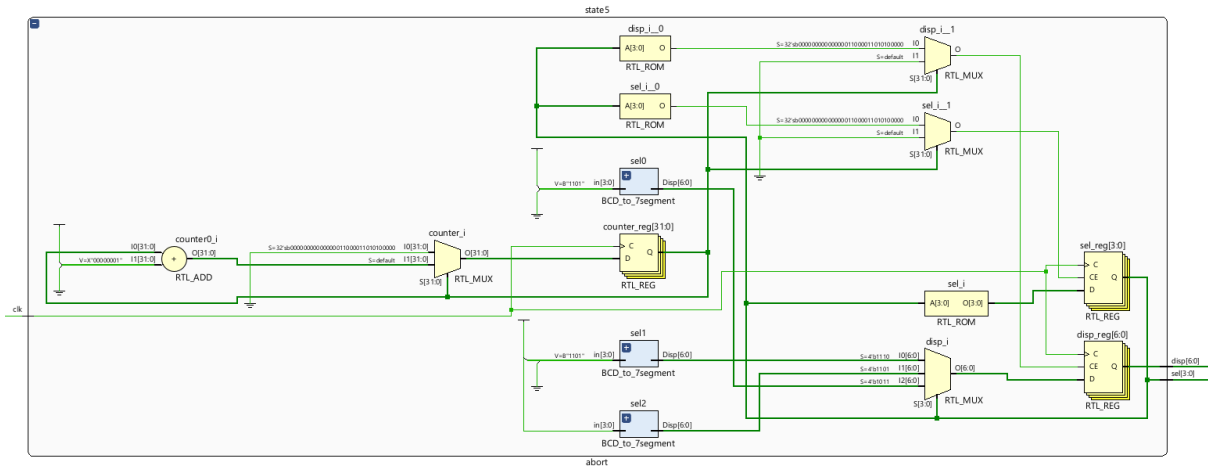 state5
disp_i__0
A[3:0] O
RTL_ROM
sel_i__0
A[3:0] O
RTL_ROM
S=32'sb00000000000000011000011010100000 I0
S=default I1
S[31:0]
disp_i__1
O
RTL_MUX
S=32'sb00000000000000011000011010100000 I0
S=default I1
S[31:0]
sel_i__1
O
RTL_MUX
V=B"1101" in[3:0]
sel0
Disp[6:0]
BCD_to_7segment
V=X"00000001"
I0[31:0]
I1[31:0]
counter0_i
+
O[31:0]
RTL_ADD
S=32'sb00000000000000011000011010100000 I0[31:0]
S=default I1[31:0]
S[31:0]
counter_i
O[31:0]
RTL_MUX
counter_reg[31:0]
C
D
Q
RTL_REG
sel_reg[3:0]
C
CE
D
Q
RTL_REG
clk
sel_i
A[3:0] O[3:0]
RTL_ROM
V=B"1101" in[3:0]
sel1
Disp[6:0]
BCD_to_7segment
S=4'b1110 I0[6:0]
S=4'b1101 I1[6:0]
S=4'b1011 I2[6:0]
S[3:0]
disp_i
O[6:0]
RTL_MUX
disp_reg[6:0]
C
CE
D
Q
RTL_REG
disp[6:0]
sel[3:0]
sel2
in[3:0] Disp[6:0]
BCD_to_7segment
abort